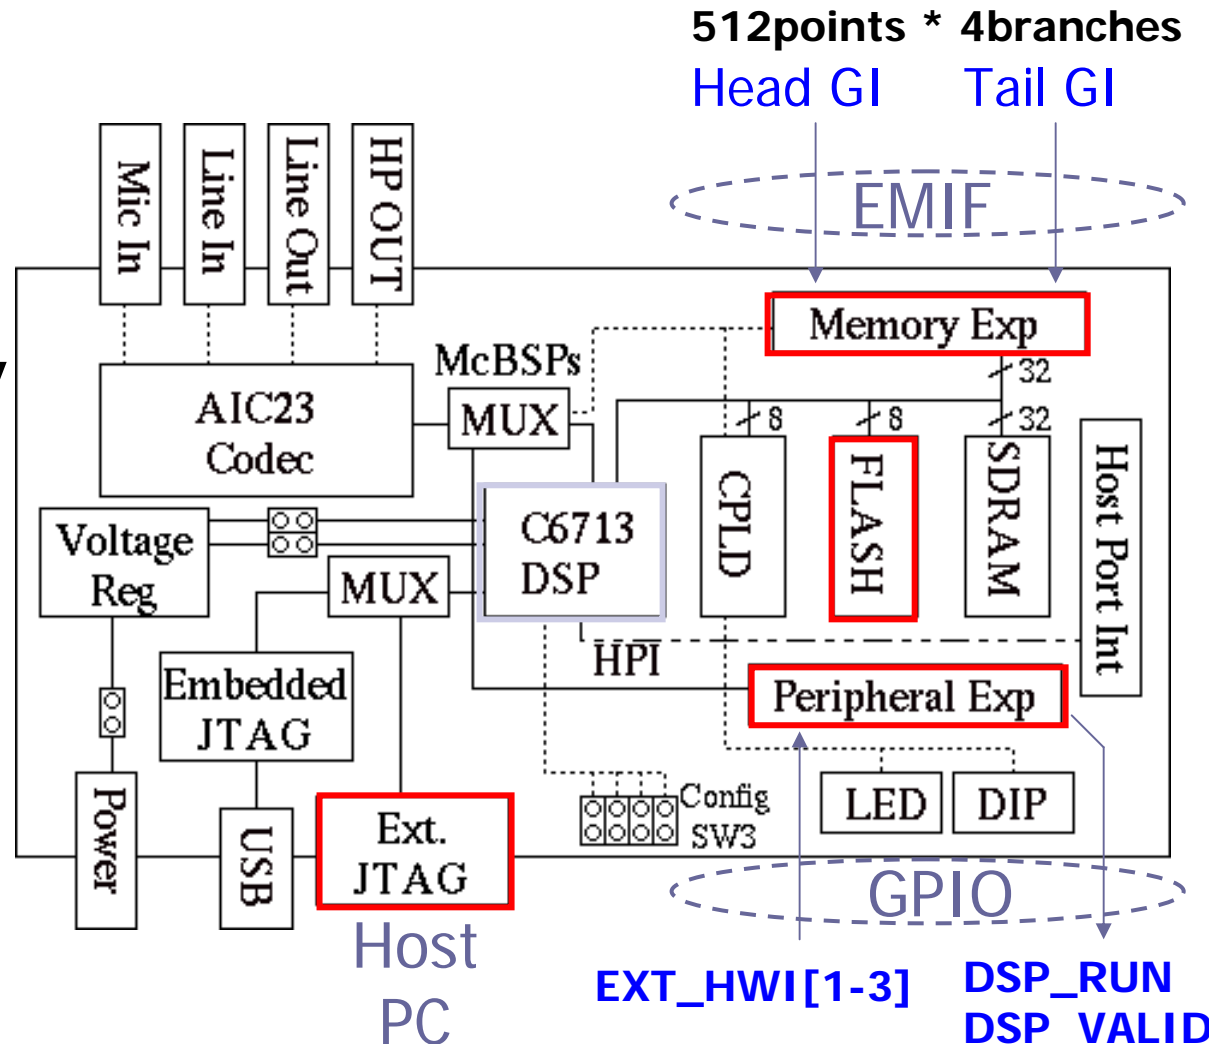 512points * 4branches
Head GI
Tail GI
EMIF
Mic In
Line In
Line Out
HP OUT
Memory Exp
32
McBSPs
AIC23
Codec
MUX
8
8
32
CPLD
FLASH
SDRAM
Host Port Int
Voltage
Reg
C6713
DSP
MUX
HPI
Embedded
JTAG
Peripheral Exp
Power
USB
Ext.
JTAG
Config
SW3
LED
DIP
GPIO
Host
PC
EXT_HWI[1-3]
DSP_RUN
DSP_VALID